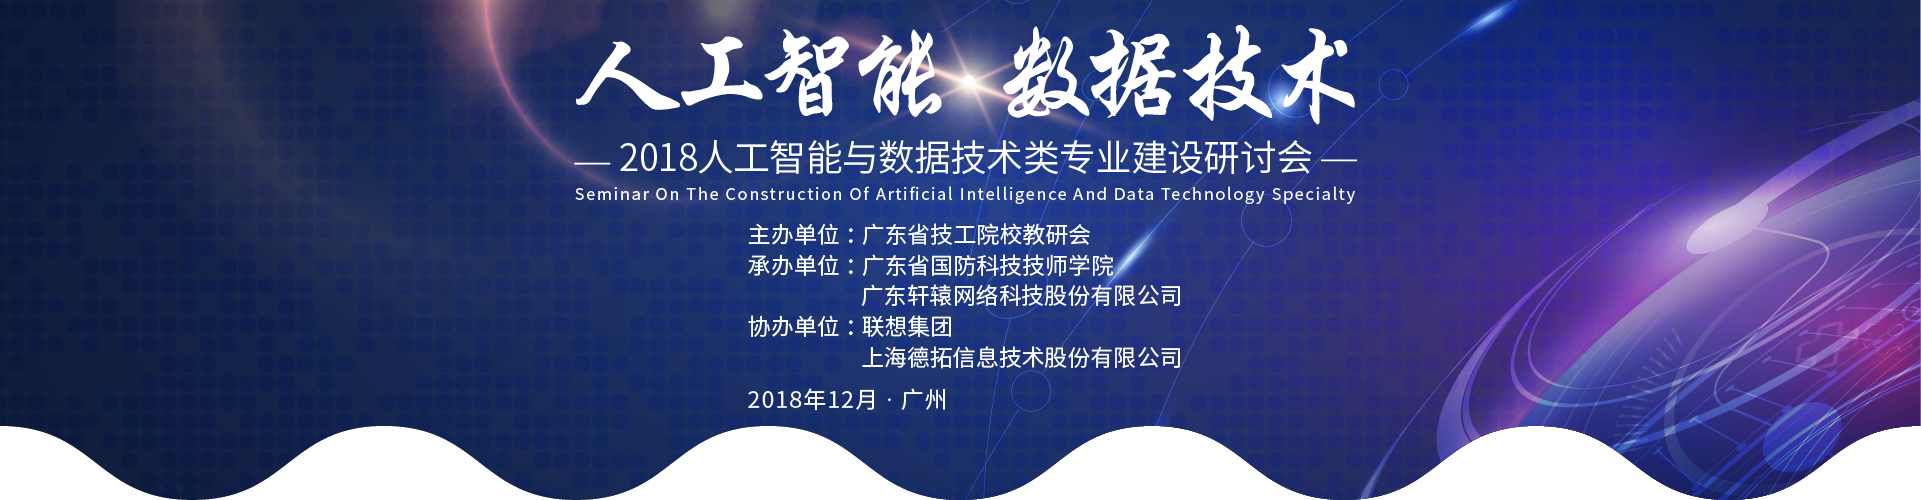 人工智能 数据技术
— 2018人工智能与数据技术类专业建设研讨会 —
Seminar On The Construction Of Artificial Intelligence And Data Technology Specialty
主办单位：广东省技工院校教研会
承办单位：广东省国防科技技师学院
广东轩辕网络科技股份有限公司
协办单位：联想集团
上海德拓信息技术股份有限公司
2018年12月 · 广州